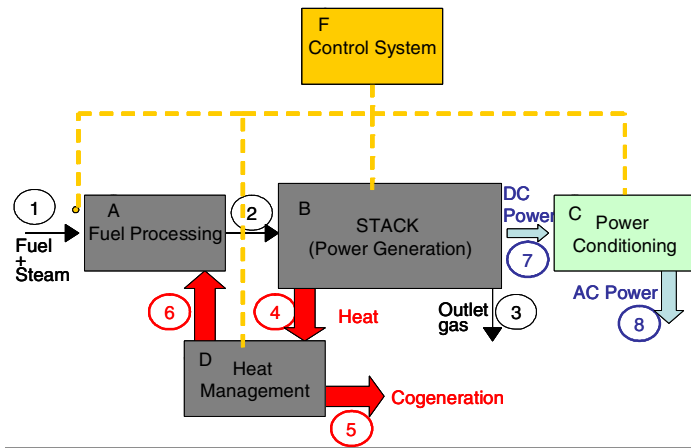 F
Control System
1
A
Fuel Processing
2
B
STACK
(Power Generation)
DC
Power
C
Power
Conditioning
Fuel
+
Steam
7
6
4
Heat
Outlet
gas
3
AC Power
8
D
Heat
Management
Cogeneration
5